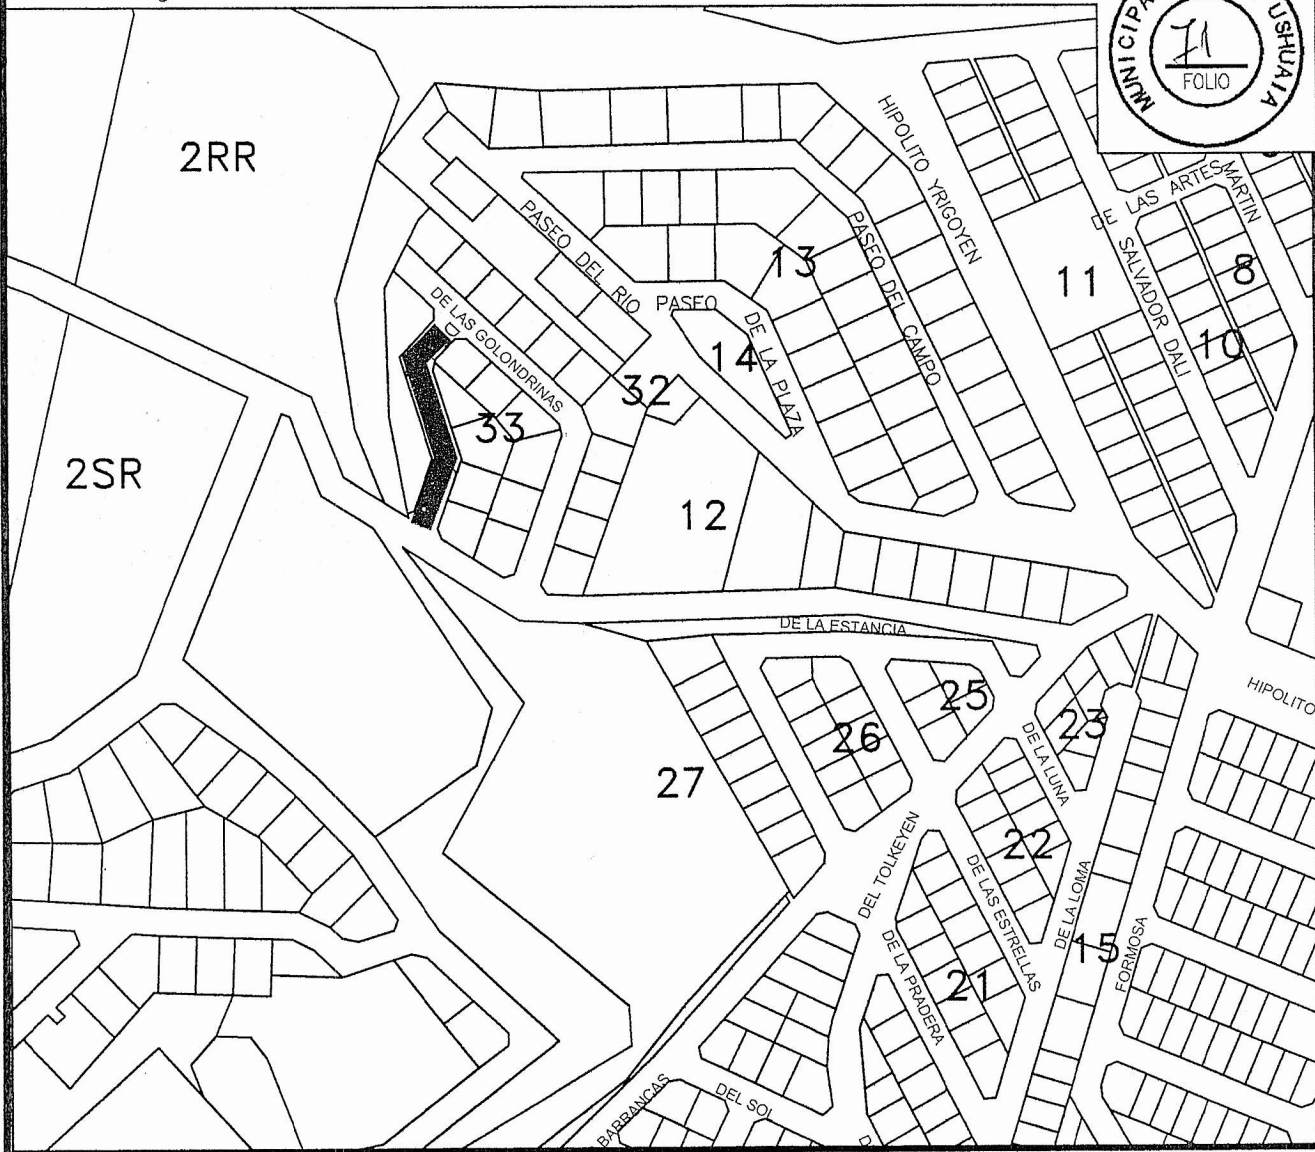 MUNICIPA
USHUAIA
71
FOLIO
2RR
HIPOLITO YRIGOYEN
DE LAS ARTES
MARTIN
PASEO DEL RIO
13
PASEO DEL CAMPO
11
SALVADOR DALI
8
DE LAS GOLONDRINAS
PASEO
DE LA PLAZA
14
10
32
33
2SR
12
DE LA ESTANCIA
25
HIPOLITO
26
23
DE LA LUNA
27
22
DEL TOLKEYEN
DE LAS ESTRELLAS
DE LA LOMA
15
FORMOSA
21
DE LA PRADERA
BARRANCAS
DEL SOL